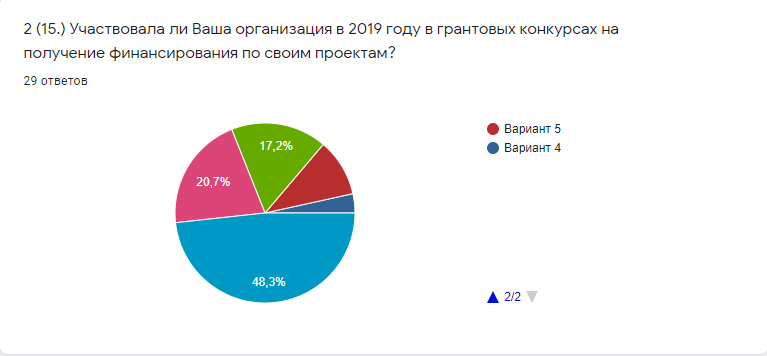 2 (15.) Участвовала ли Ваша организация в 2019 году в грантовых конкурсах на
получение финансирования по своим проектам?
29 ответов
17,2%
20,7%
48,3%
Вариант 5
Вариант 4
2/2